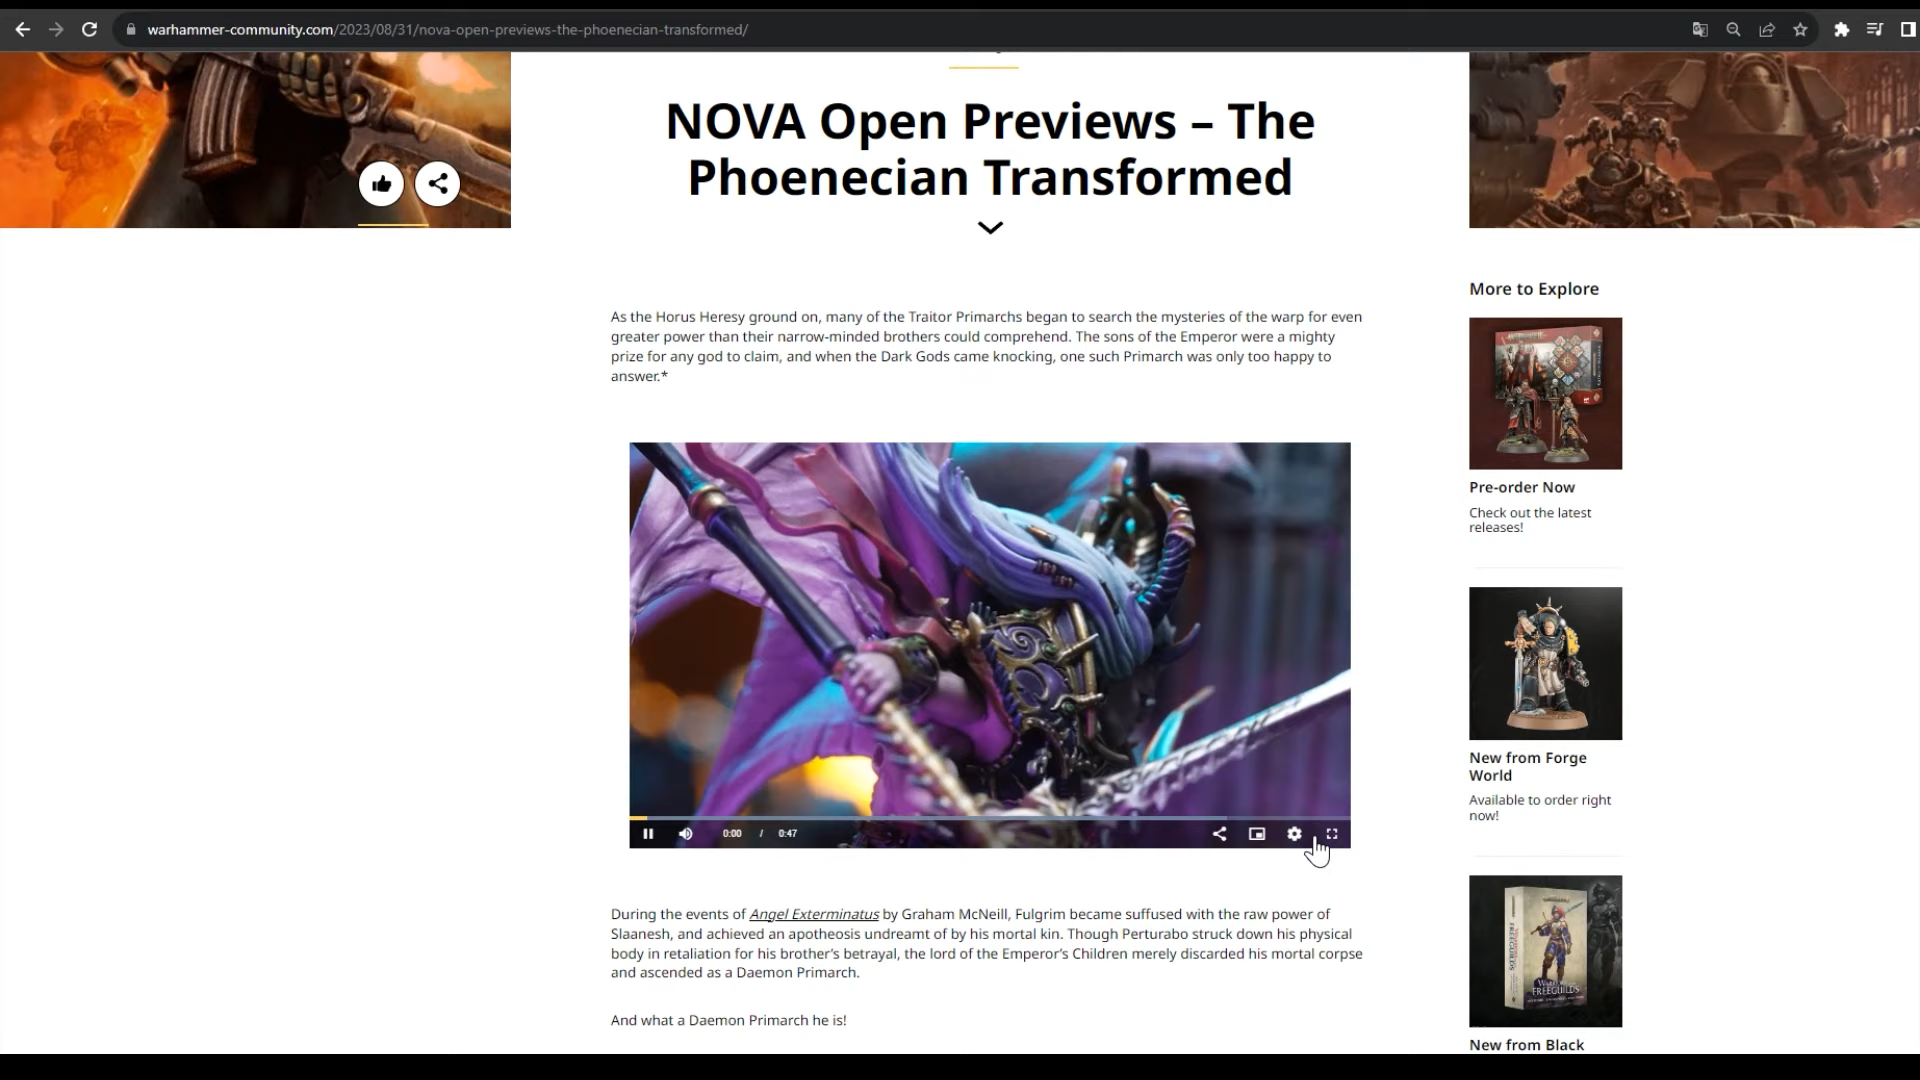 warhammer-community.com/2023/08/31/nova-open-previews-the-phoenecian-transformed/
NOVA Open Previews – The
Phoenecian Transformed
As the Horus Heresy ground on, many of the Traitor Primarchs began to search the mysteries of the warp for even
greater power than their narrow-minded brothers could comprehend. The sons of the Emperor were a mighty
prize for any god to claim, and when the Dark Gods came knocking, one such Primarch was only too happy to
answer.*
0:00 / 0:47
During the events of Angel Exterminatus by Graham McNeill, Fulgrim became suffused with the raw power of
Slaanesh, and achieved an apotheosis undreamt of by his mortal kin. Though Perturabo struck down his physical
body in retaliation for his brother's betrayal, the lord of the Emperor's Children merely discarded his mortal corpse
and ascended as a Daemon Primarch.
And what a Daemon Primarch he is!
More to Explore
Pre-order Now
Check out the latest
releases!
New from Forge
World
Available to order right
now!
FREEGUILDS
New from Black